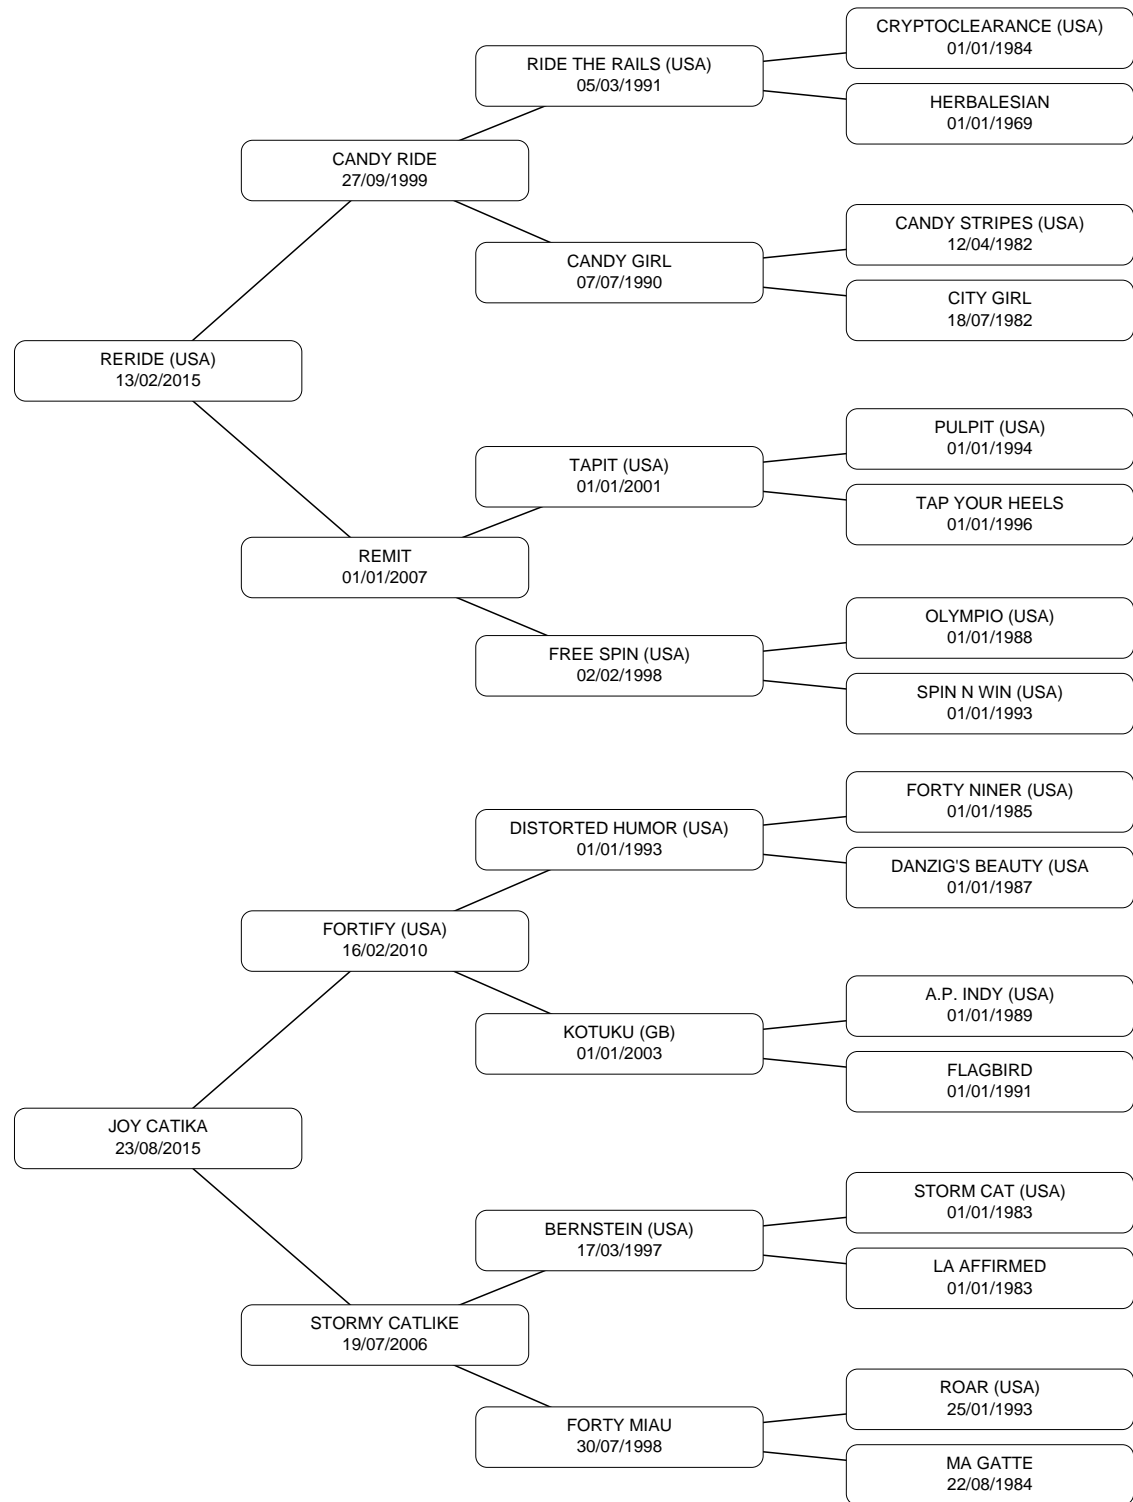 CRYPTOCLEARANCE (USA)
01/01/1984
RIDE THE RAILS (USA)
05/03/1991
HERBALESIAN
01/01/1969
CANDY RIDE
27/09/1999
CANDY STRIPES (USA)
12/04/1982
CANDY GIRL
07/07/1990
CITY GIRL
18/07/1982
RERIDE (USA)
13/02/2015
PULPIT (USA)
01/01/1994
TAPIT (USA)
01/01/2001
TAP YOUR HEELS
01/01/1996
REMIT
01/01/2007
OLYMPIO (USA)
01/01/1988
FREE SPIN (USA)
02/02/1998
SPIN N WIN (USA)
01/01/1993
FORTY NINER (USA)
01/01/1985
DISTORTED HUMOR (USA)
01/01/1993
DANZIG'S BEAUTY (USA
01/01/1987
FORTIFY (USA)
16/02/2010
A.P. INDY (USA)
01/01/1989
KOTUKU (GB)
01/01/2003
FLAGBIRD
01/01/1991
JOY CATIKA
23/08/2015
STORM CAT (USA)
01/01/1983
BERNSTEIN (USA)
17/03/1997
LA AFFIRMED
01/01/1983
STORMY CATLIKE
19/07/2006
ROAR (USA)
25/01/1993
FORTY MIAU
30/07/1998
MA GATTE
22/08/1984